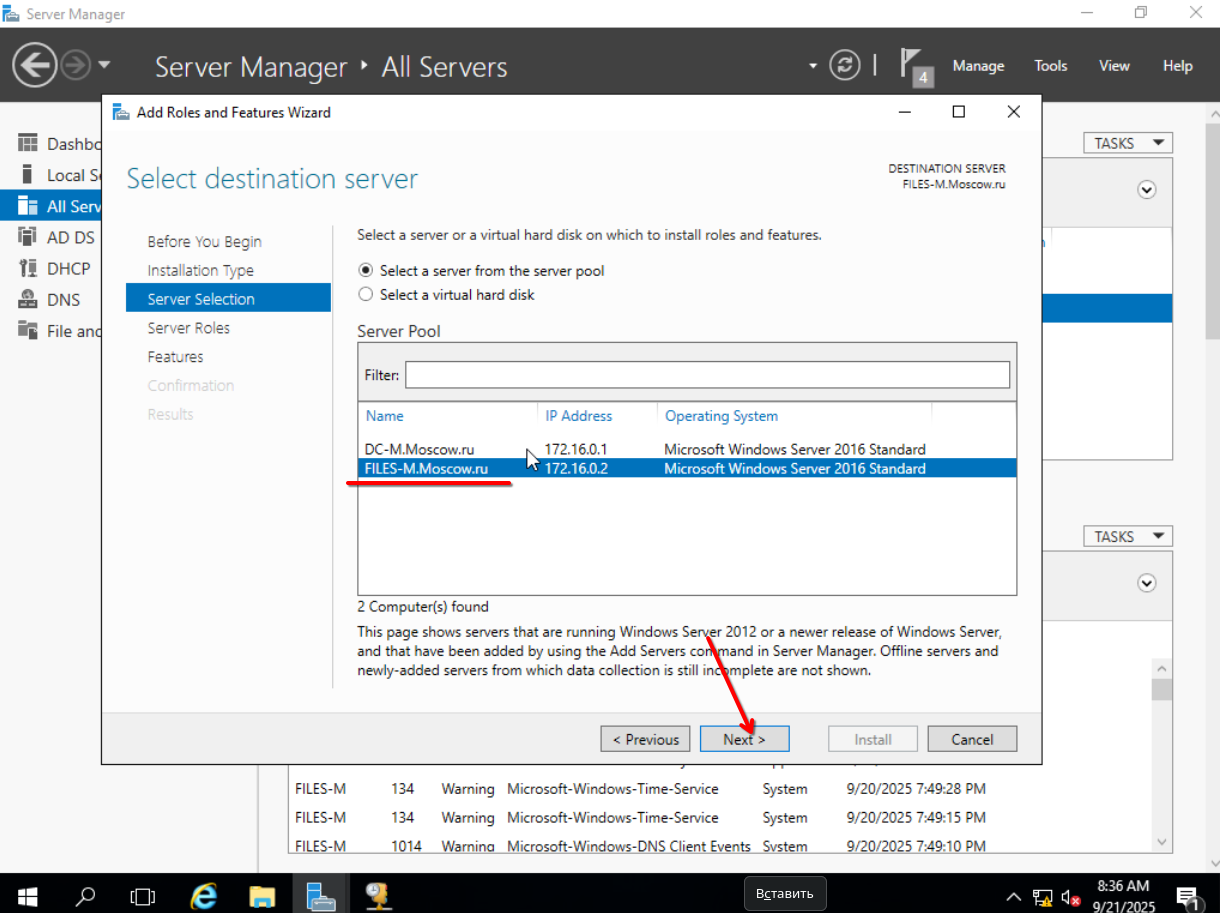 Server Manager
Server Manager ‣ All Servers
4
Manage
Tools
View
Help
Add Roles and Features Wizard
Dashbo
Local Se
All Serv
AD DS
DHCP
DNS
File and
TASKS
Select destination server
DESTINATION SERVER
FILES-M.Moscow.ru
Before You Begin
Installation Type
Server Selection
Server Roles
Features
Confirmation
Results
Select a server or a virtual hard disk on which to install roles and features.
Select a server from the server pool
Select a virtual hard disk
Server Pool
Filter:
Name IP Address Operating System
DC-M.Moscow.ru 172.16.0.1 Microsoft Windows Server 2016 Standard
FILES-M.Moscow.ru 172.16.0.2 Microsoft Windows Server 2016 Standard
2 Computer(s) found
This page shows servers that are running Windows Server 2012 or a newer release of Windows Server,
and that have been added by using the Add Servers command in Server Manager. Offline servers and
newly-added servers from which data collection is still incomplete are not shown.
< Previous
Next >
Install
Cancel
TASKS
FILES-M 134 Warning Microsoft-Windows-Time-Service System 9/20/2025 7:49:28 PM
FILES-M 134 Warning Microsoft-Windows-Time-Service System 9/20/2025 7:49:15 PM
FILES-M 1014 Warning Microsoft-Windows-DNS Client Events System 9/20/2025 7:49:10 PM
Вставить
8:36 AM
9/21/2025
1